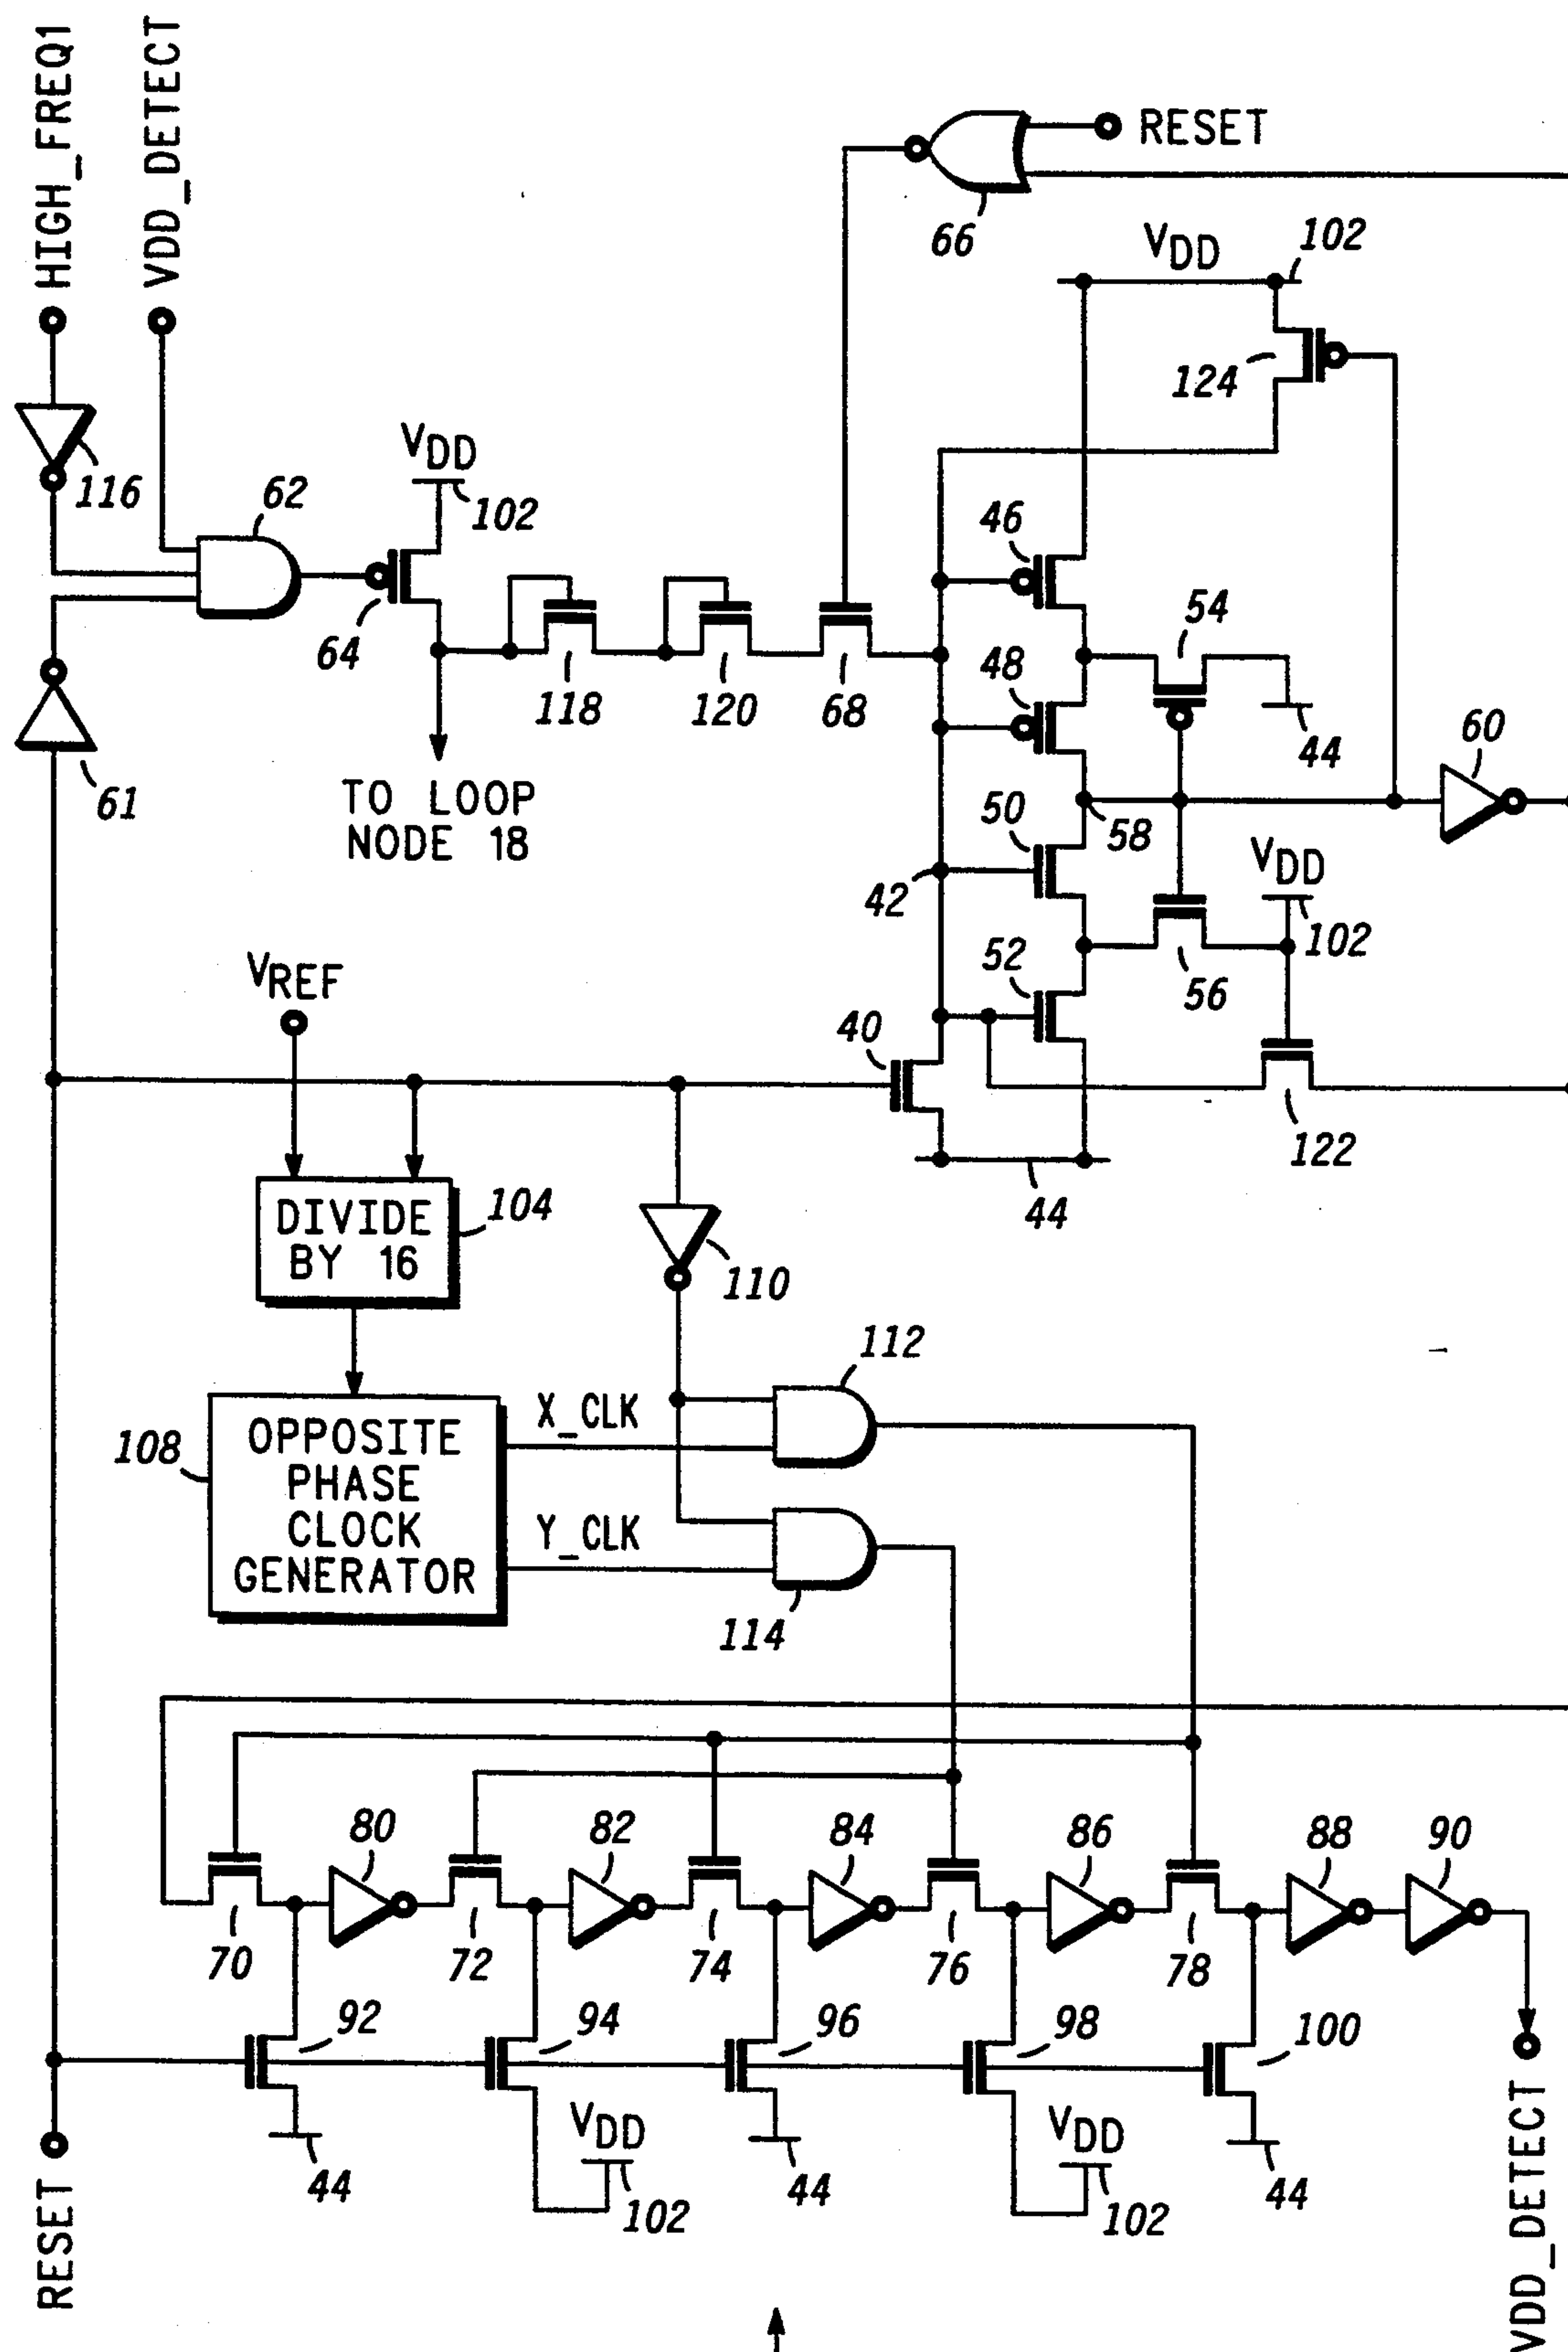 HIGH_FREQ1
VDD_DETECT
RESET
66
VDD
102
124
116
62
VDD
102
46
64
54
118
120
68
48
44
60
61
TO LOOP
NODE 18
50
58
42
VDD
102
52
56
VREF
40
122
DIVIDE
BY 16
104
44
110
112
X_CLK
108
OPPOSITE
PHASE
CLOCK
GENERATOR
Y_CLK
114
80
82
84
86
88
90
70
72
74
76
78
92
94
96
98
100
VDD
VDD
44
102
44
102
44
RESET
VDD_DETECT